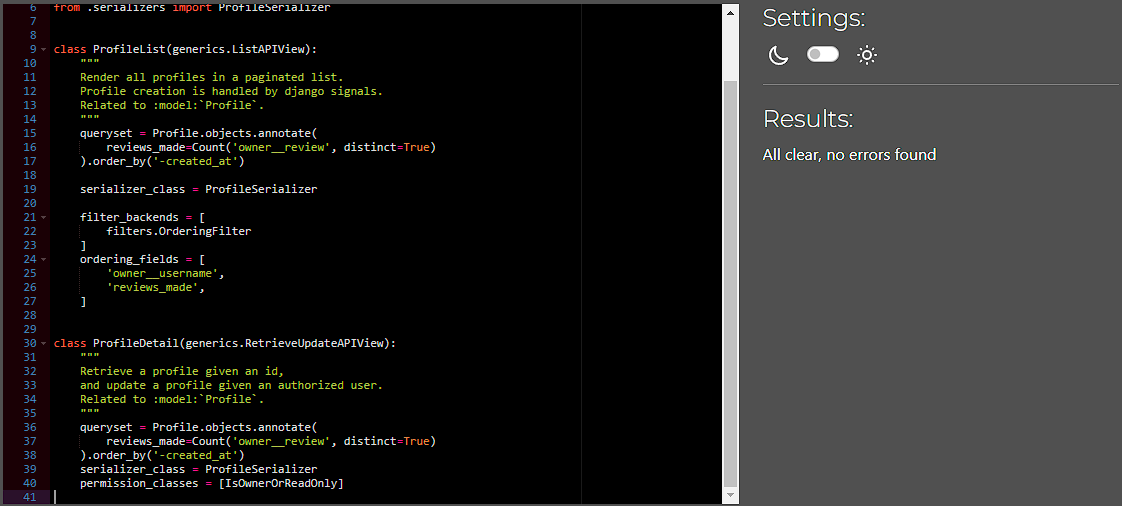 6 from .serializers import ProfileSerializer
7
8
9 class ProfileList(generics.ListAPIView):
10     """
11     Render all profiles in a paginated list.
12     Profile creation is handled by django signals.
13     Related to :model:`Profile`.
14     """
15     queryset = Profile.objects.annotate(
16         reviews_made=Count('owner__review', distinct=True)
17     ).order_by('-created_at')
18
19     serializer_class = ProfileSerializer
20
21     filter_backends = [
22         filters.OrderingFilter
23     ]
24     ordering_fields = [
25         'owner__username',
26         'reviews_made',
27     ]
28
29
30 class ProfileDetail(generics.RetrieveUpdateAPIView):
31     """
32     Retrieve a profile given an id,
33     and update a profile given an authorized user.
34     Related to :model:`Profile`.
35     """
36     queryset = Profile.objects.annotate(
37         reviews_made=Count('owner__review', distinct=True)
38     ).order_by('-created_at')
39     serializer_class = ProfileSerializer
40     permission_classes = [IsOwnerOrReadOnly]
41
Settings:
Results:
All clear, no errors found